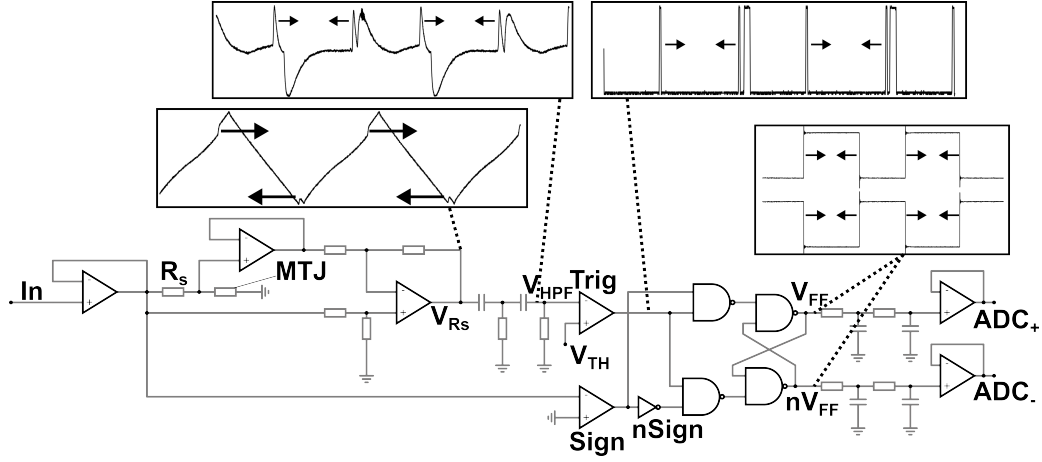 In
Rs
MTJ
VRs
VHPF
Trig
VTH
Sign
nSign
VFF
nVFF
ADC+
ADC-